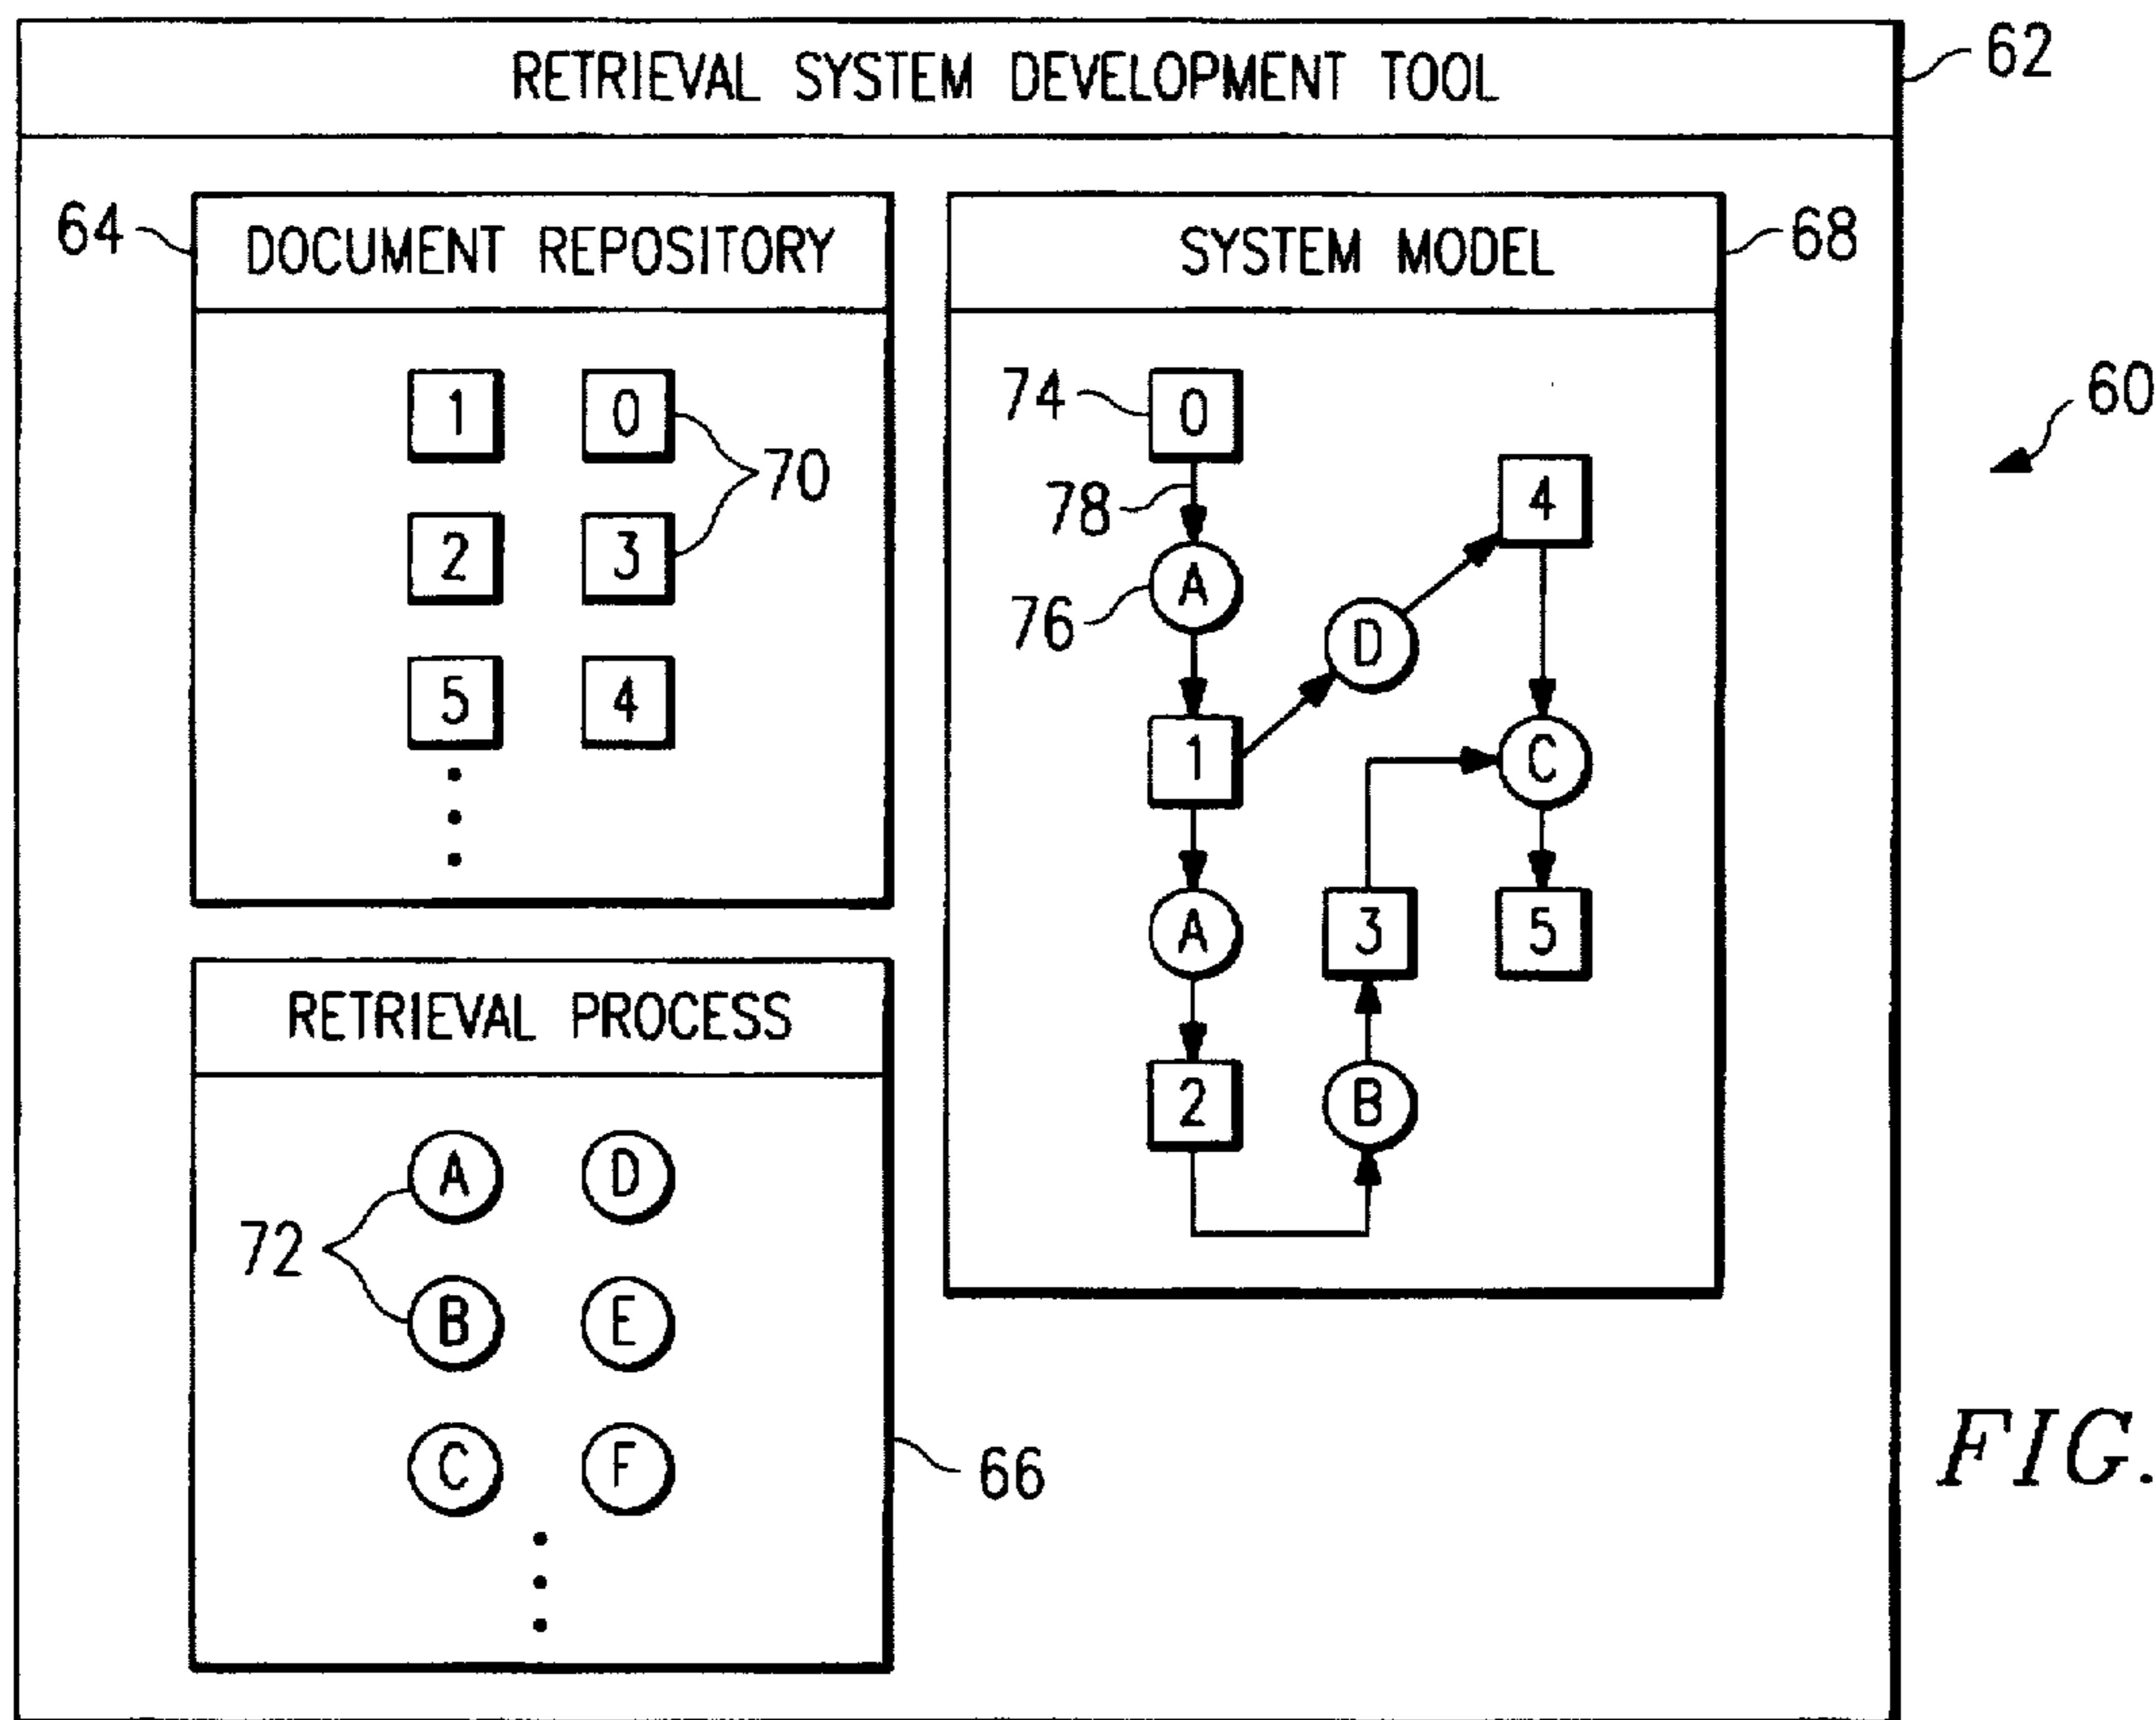 RETRIEVAL SYSTEM DEVELOPMENT TOOL
62
64
DOCUMENT REPOSITORY
1 0
70
2 3
5 4
SYSTEM MODEL
68
60
74
0
78
4
A
76
D
1
C
A
3
5
2
B
RETRIEVAL PROCESS
A D
72
B E
C F
66
FIG.